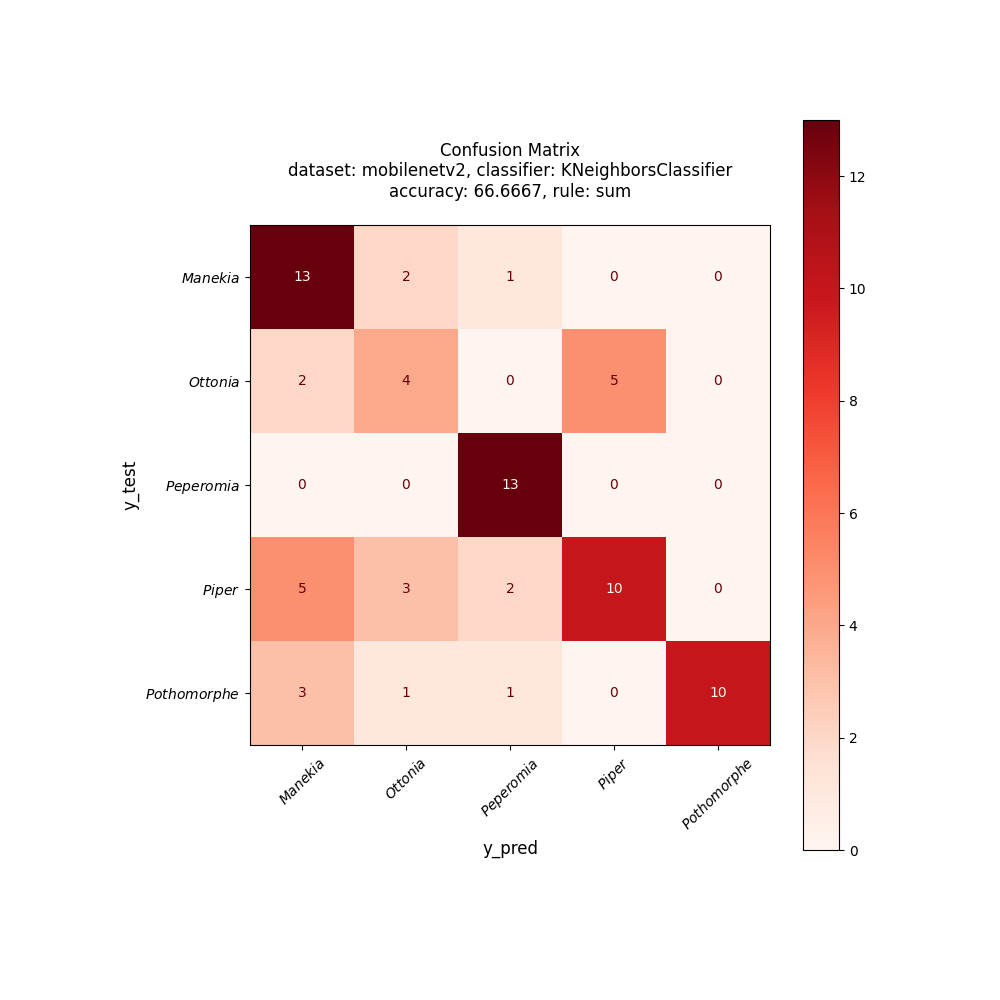 Confusion Matrix
dataset: mobilenetv2, classifier: KNeighborsClassifier
accuracy: 66.6667, rule: sum
Manekia 13 2 1 0 0
Ottonia 2 4 0 5 0
Peperomia 0 0 13 0 0
Piper 5 3 2 10 0
Pothomorphe 3 1 1 0 10
Manekia Ottonia Peperomia Piper Pothomorphe
y_pred
y_test
12
10
8
6
4
2
0